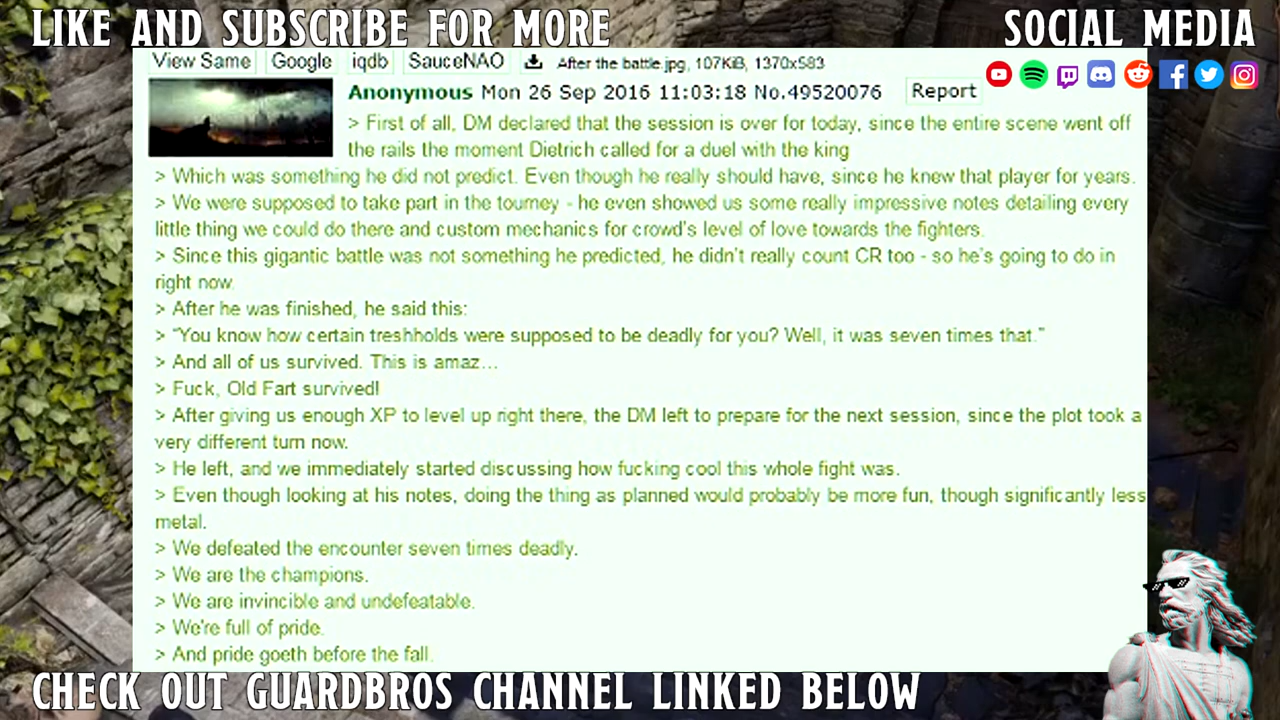 LIKE AND SUBSCRIBE FOR MORE
SOCIAL MEDIA
View Same Google iqdb SauceNAO After the battle.jpg, 107KiB, 1370x583
Anonymous Mon 26 Sep 2016 11:03:18 No.49520076 Report
> First of all, DM declared that the session is over for today, since the entire scene went off
the rails the moment Dietrich called for a duel with the king
> Which was something he did not predict. Even though he really should have, since he knew that player for years.
> We were supposed to take part in the tourney - he even showed us some really impressive notes detailing every
little thing we could do there and custom mechanics for crowd's level of love towards the fighters.
> Since this gigantic battle was not something he predicted, he didn't really count CR too - so he's going to do in
right now.
> After he was finished, he said this:
> "You know how certain treshholds were supposed to be deadly for you? Well, it was seven times that."
> And all of us survived. This is amaz...
> Fuck, Old Fart survived!
> After giving us enough XP to level up right there, the DM left to prepare for the next session, since the plot took a
very different turn now.
> He left, and we immediately started discussing how fucking cool this whole fight was.
> Even though looking at his notes, doing the thing as planned would probably be more fun, though significantly less
metal.
> We defeated the encounter seven times deadly.
> We are the champions.
> We are invincible and undefeatable.
> We're full of pride.
> And pride goeth before the fall.
CHECK OUT GUARDBROS CHANNEL LINKED BELOW